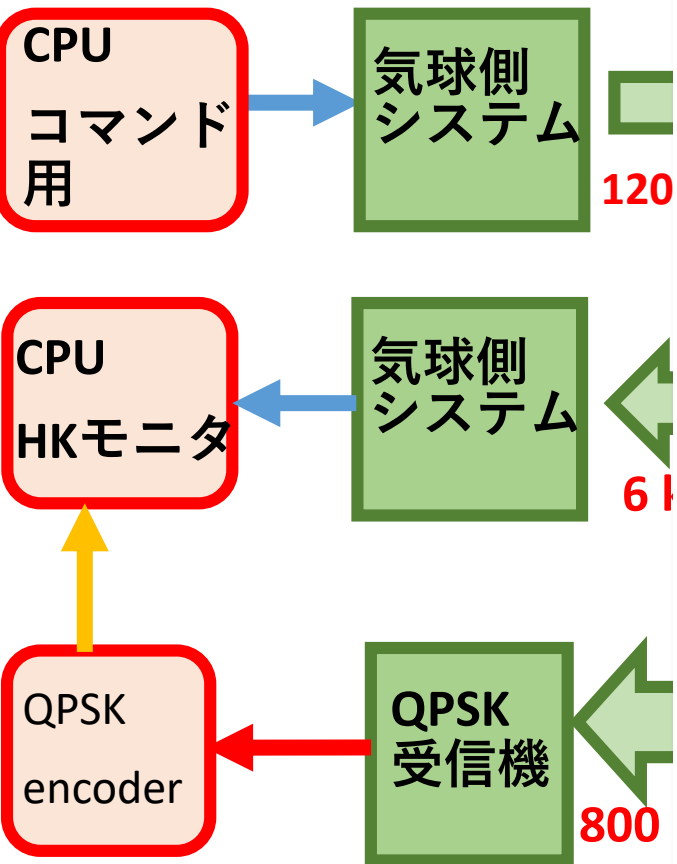 CPU
コマンド
用
気球側
システム
120
CPU
HKモニタ
気球側
システム
6
QPSK
encoder
QPSK
受信機
800